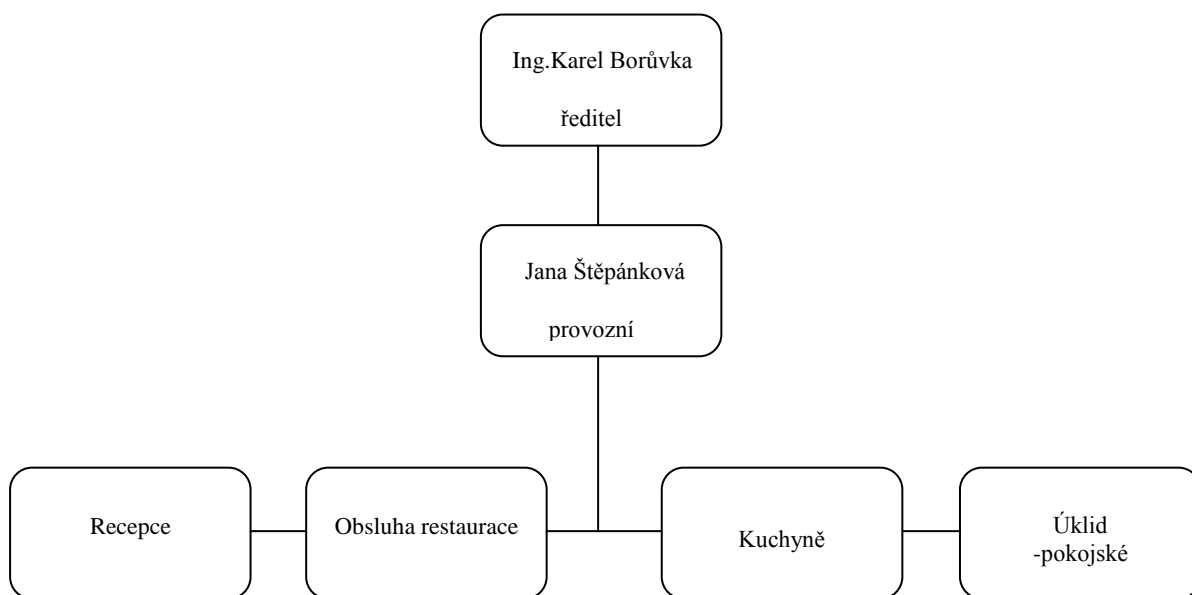 Ing.Karel Borůvka
ředitel
Jana Štěpánková
provozní
Recepce
Obsluha restaurace
Kuchyně
Úklid
-pokojské